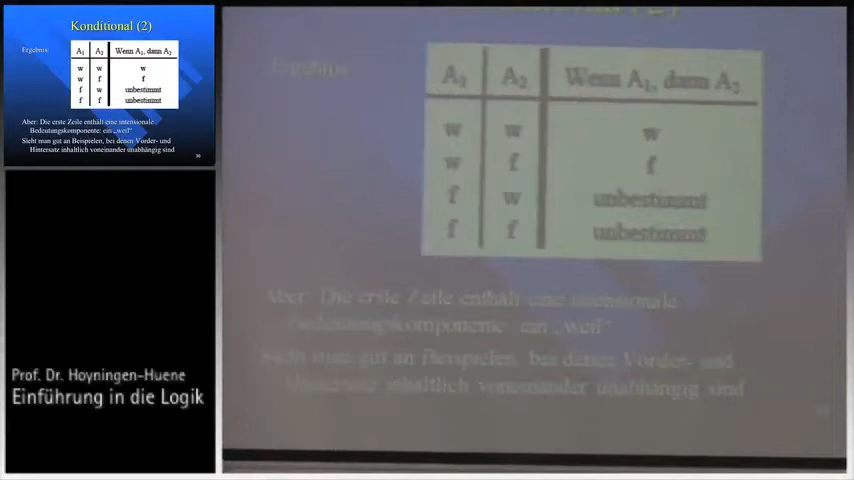 Konditional (2)
Ergebnis:
A₁ A₂ Wenn A₁, dann A₂
w w w
w f f
f w unbestimmt
f f unbestimmt
Aber: Die erste Zeile enthält eine intensionale
Bedeutungskomponente: ein „weil“
Sieht man gut an Beispielen, bei denen Vorder- und
Hintersatz inhaltlich voneinander unabhängig sind
30
Prof. Dr. Hoyningen-Huene
Einführung in die Logik
Ergebnis
A₁ A₂ Wenn A₁, dann A₂
w w w
w f f
f w unbestimmt
f f unbestimmt
Aber: Die erste Zeile enthält eine intensionale
Bedeutungskomponente ein „weil“
Sieht man gut an Beispielen, bei denen Vorder- und
Hintersatz inhaltlich voneinander unabhängig sind